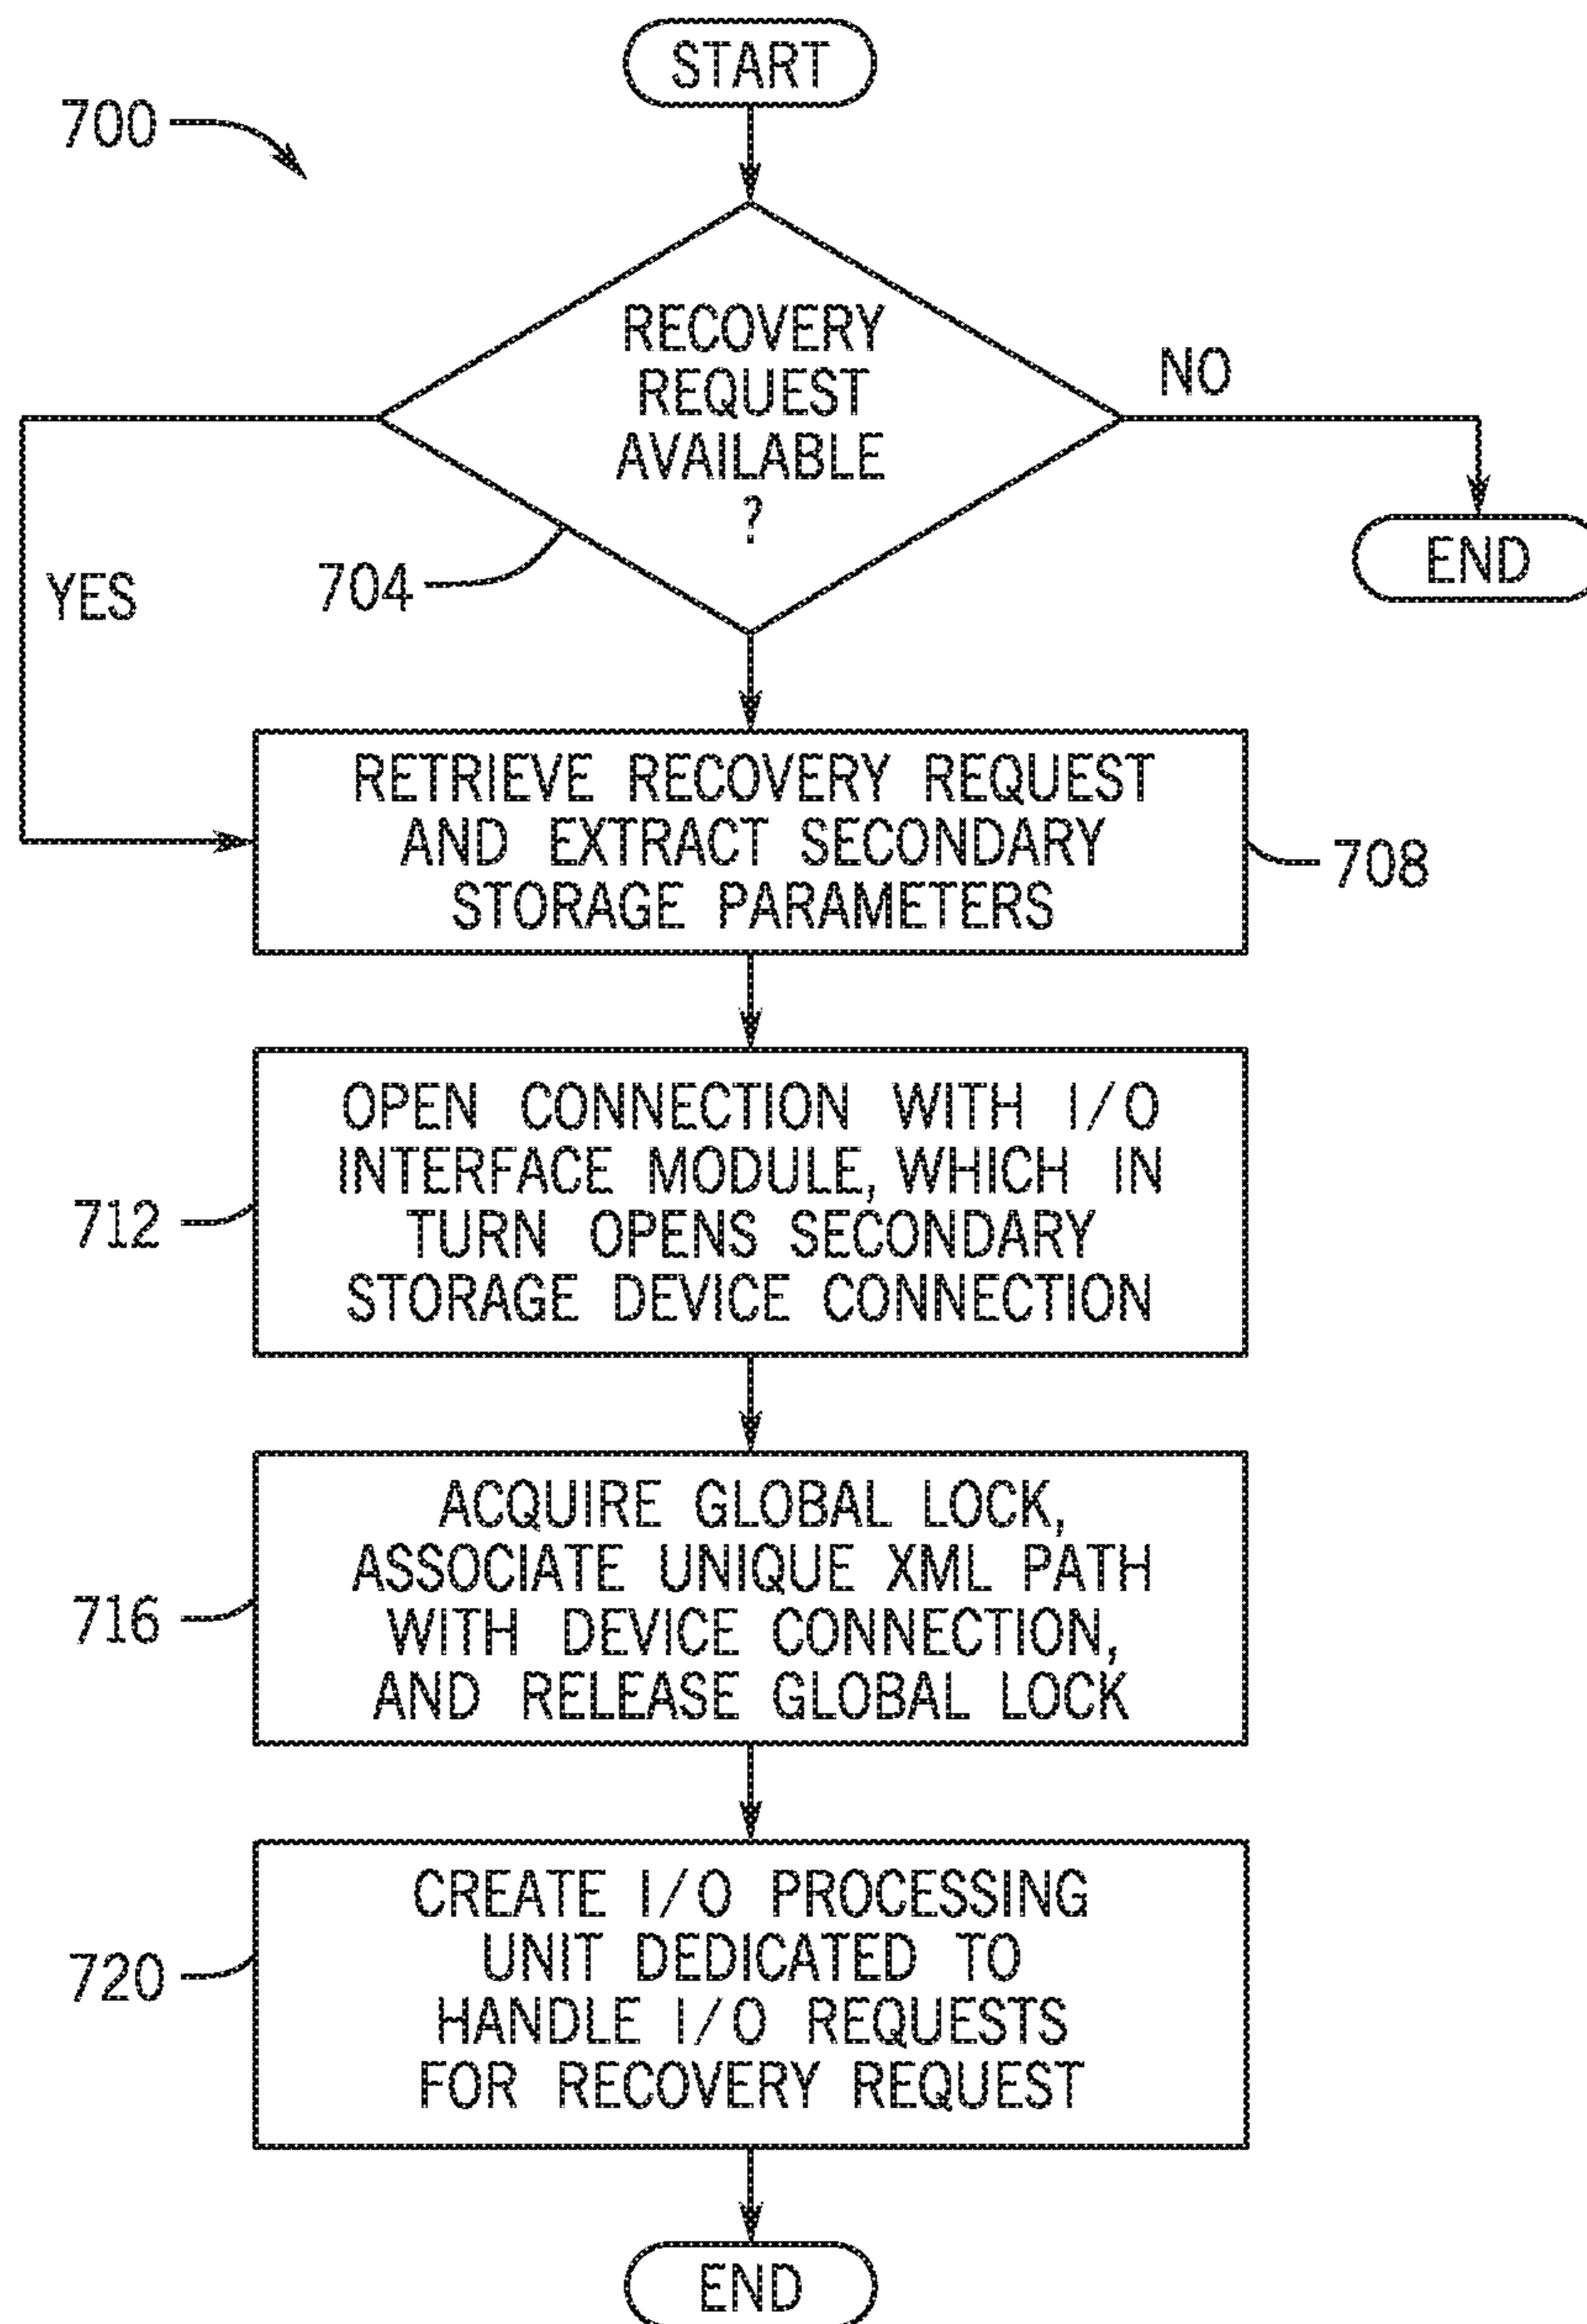 START
700
RECOVERY
REQUEST
AVAILABLE
?
NO
END
YES
704
RETRIEVE RECOVERY REQUEST
AND EXTRACT SECONDARY
STORAGE PARAMETERS
708
OPEN CONNECTION WITH I/O
INTERFACE MODULE, WHICH IN
TURN OPENS SECONDARY
STORAGE DEVICE CONNECTION
712
ACQUIRE GLOBAL LOCK,
ASSOCIATE UNIQUE XML PATH
WITH DEVICE CONNECTION,
AND RELEASE GLOBAL LOCK
716
CREATE I/O PROCESSING
UNIT DEDICATED TO
HANDLE I/O REQUESTS
FOR RECOVERY REQUEST
720
END